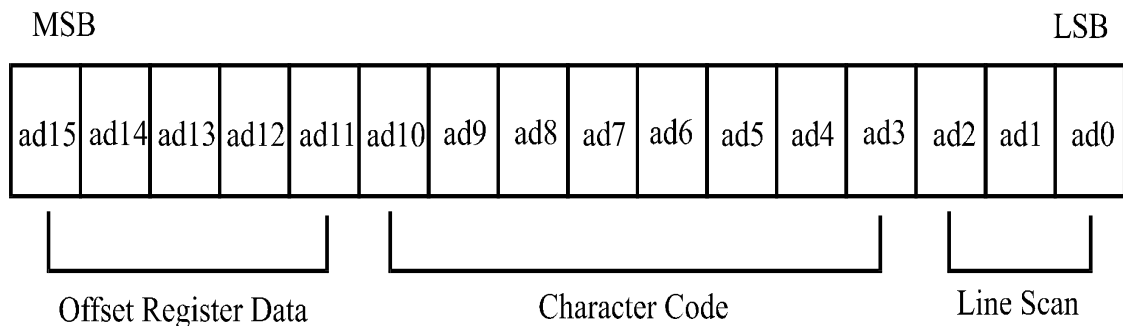 MSB LSB
ad15 ad14 ad13 ad12 ad11 ad10 ad9 ad8 ad7 ad6 ad5 ad4 ad3 ad2 ad1 ad0
Offset Register Data Character Code Line Scan